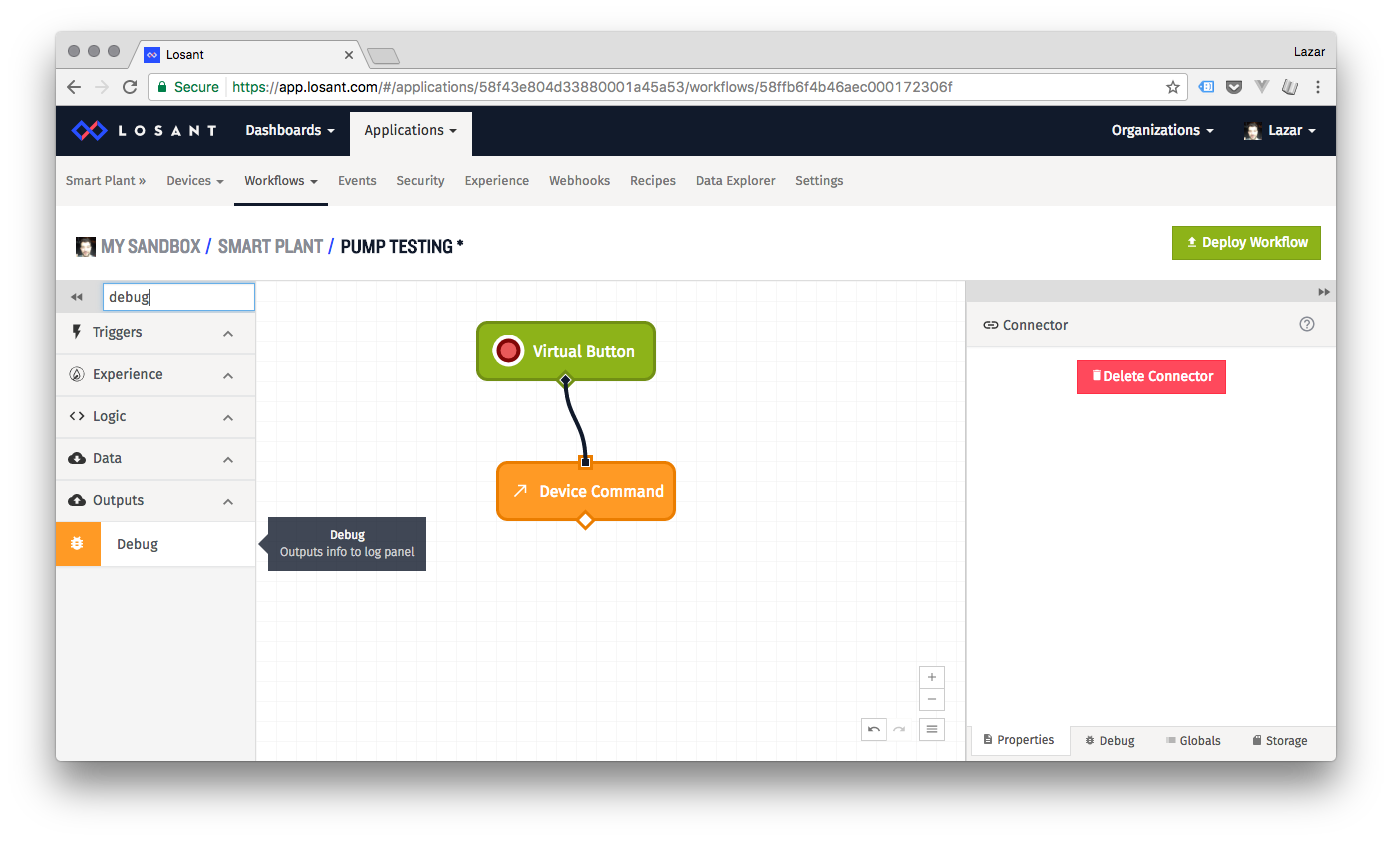 Losant
Lazar
Secure https://app.losant.com/#/applications/58f43e804d33880001a45a53/workflows/58ffb6f4b46aec000172306f
LOSANT Dashboards Applications Organizations Lazar
Smart Plant » Devices Workflows Events Security Experience Webhooks Recipes Data Explorer Settings
MY SANDBOX / SMART PLANT / PUMP TESTING * Deploy Workflow
debug
Triggers
Experience
Logic
Data
Outputs
Debug
Debug
Outputs info to log panel
Virtual Button
Device Command
Connector
Delete Connector
Properties Debug Globals Storage